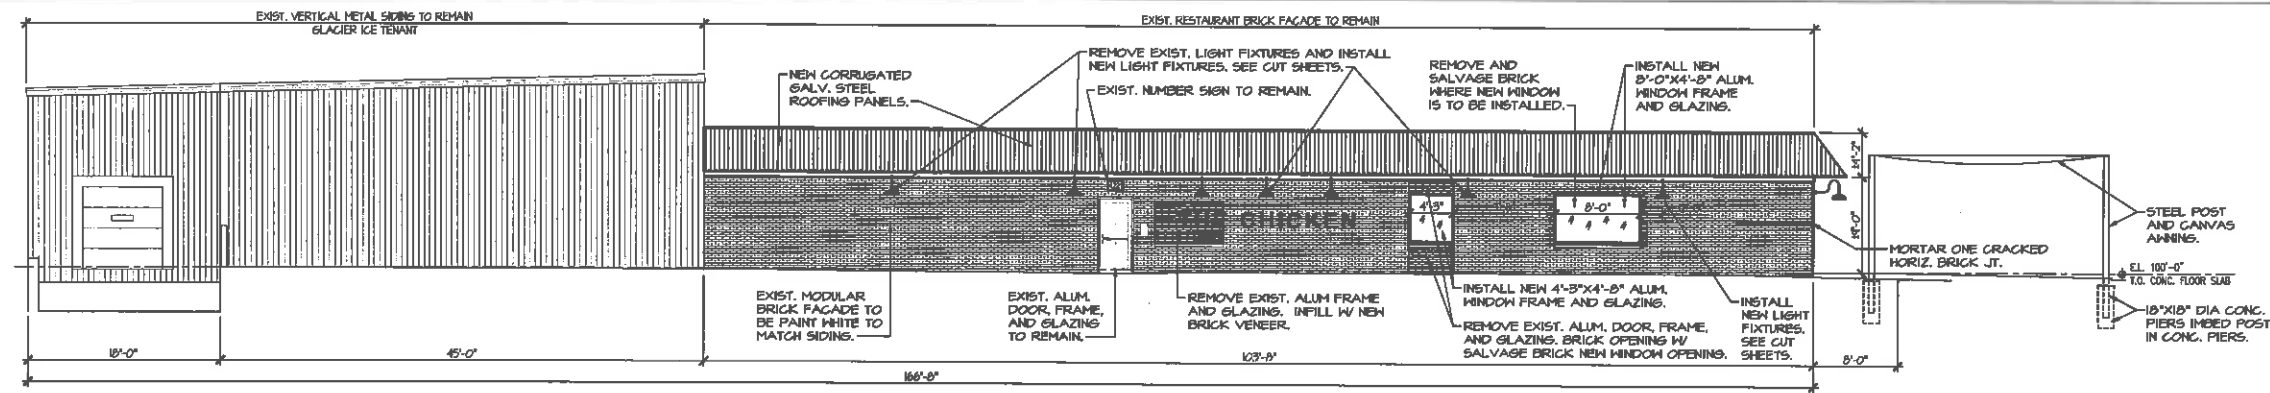 EXIST. VERTICAL METAL SIDING TO REMAIN
GLACIER ICE TENANT
EXIST. RESTAURANT BRICK FACADE TO REMAIN
NEW CORRUGATED
GALV. STEEL
ROOFING PANELS.
REMOVE EXIST. LIGHT FIXTURES AND INSTALL
NEW LIGHT FIXTURES. SEE CUT SHEETS.
EXIST. NUMBER SIGN TO REMAIN.
REMOVE AND
SALVAGE BRICK
WHERE NEW WINDOW
IS TO BE INSTALLED.
INSTALL NEW
8'-0"X4'-8" ALUM.
WINDOW FRAME
AND GLAZING.
CHICKEN
4'-3"
8'-0"
STEEL POST
AND CANVAS
AWNING.
MORTAR ONE CRACKED
HORIZ. BRICK JT.
EL. 100'-0"
T.O. CONC. FLOOR SLAB
18"X18" DIA CONC.
PIERS IMBED POST
IN CONC. PIERS.
EXIST. MODULAR
BRICK FACADE TO
BE PAINT WHITE TO
MATCH SIDING.
EXIST. ALUM.
DOOR, FRAME,
AND GLAZING
TO REMAIN.
REMOVE EXIST. ALUM FRAME
AND GLAZING. INFILL W/ NEW
BRICK VENEER.
INSTALL NEW 4'-3"X4'-8" ALUM.
WINDOW FRAME AND GLAZING.
REMOVE EXIST. ALUM. DOOR, FRAME,
AND GLAZING. BRICK OPENING W/
SALVAGE BRICK NEW WINDOW OPENING.
INSTALL
NEW LIGHT
FIXTURES.
SEE CUT
SHEETS.
18'-0"
45'-0"
103'-8"
8'-0"
166'-8"